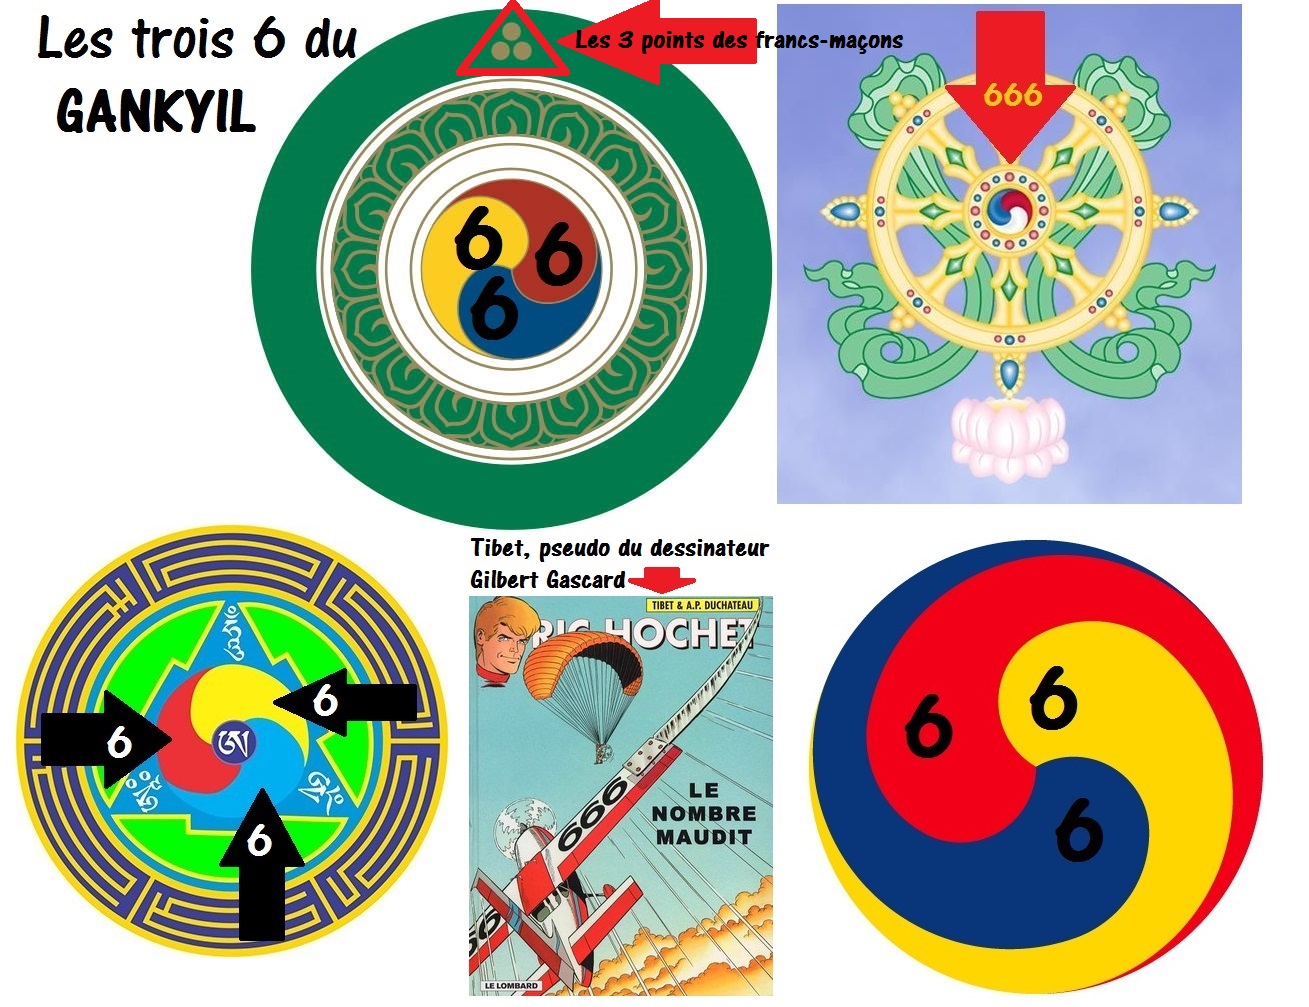 Les trois 6 du
GANKYIL
Les 3 points des francs-maçons
666
6
6
6
Tibet, pseudo du dessinateur
Gilbert Gascard
TIBET & A.P. DUCHATEAU
RIC HOCHET
LE
NOMBRE
MAUDIT
666
66
LE LOMBARD
6
6
6
6
6
6
ཨ